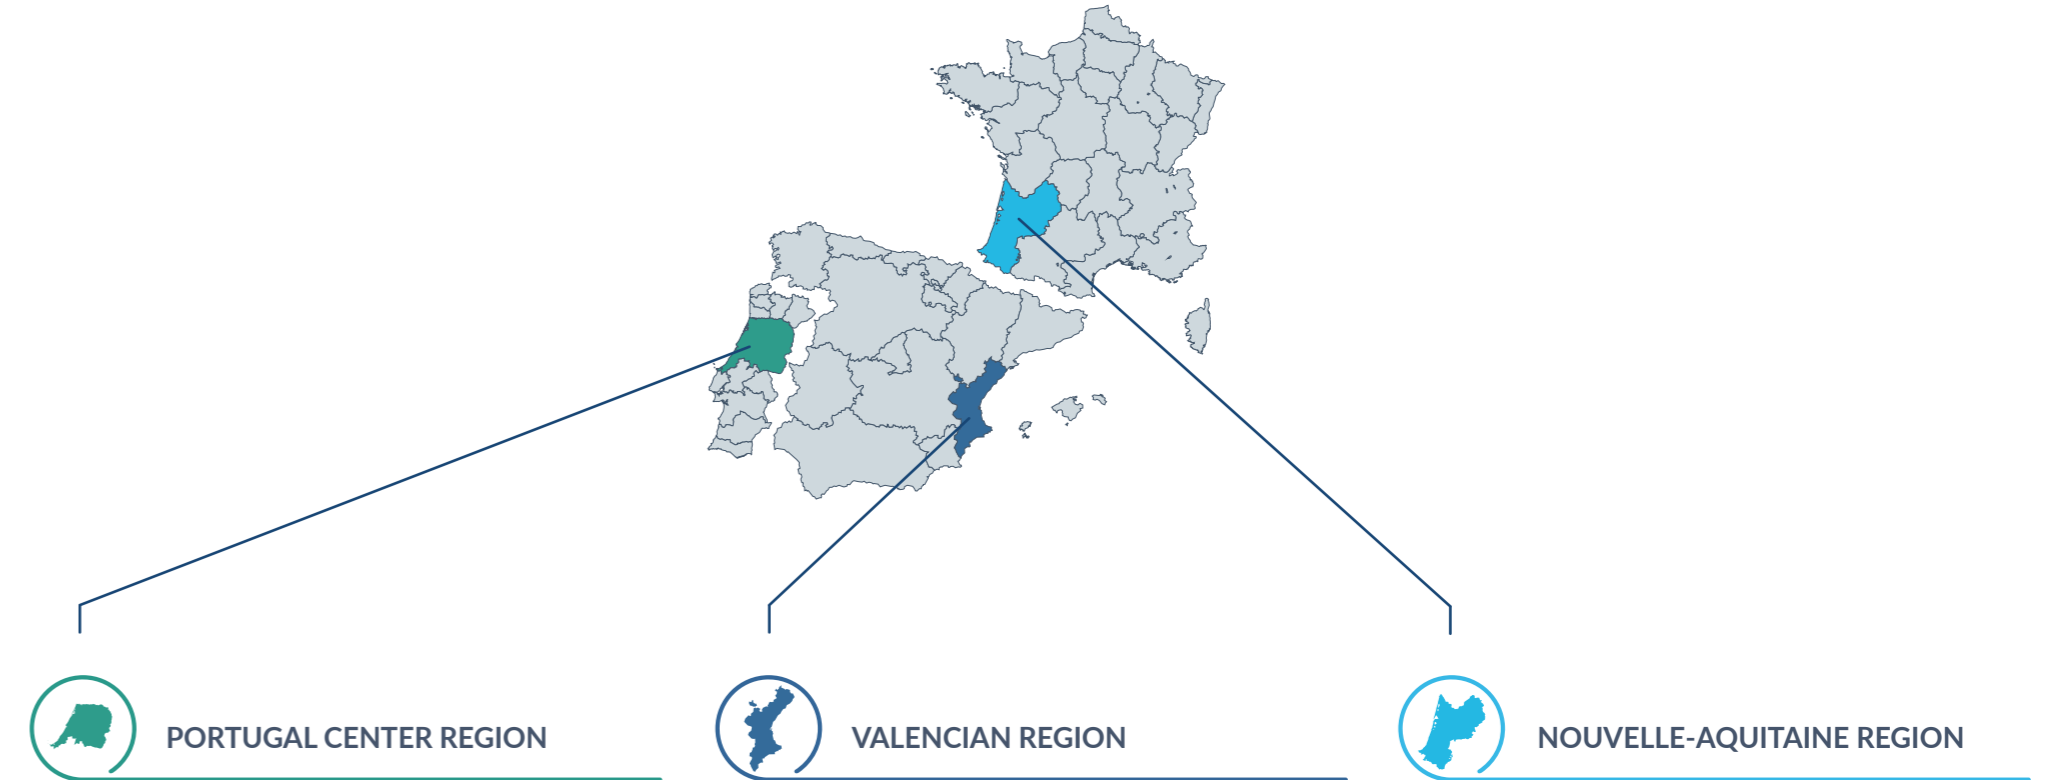 PORTUGAL CENTER REGION
VALENCIAN REGION
NOUVELLE-AQUITAINE REGION